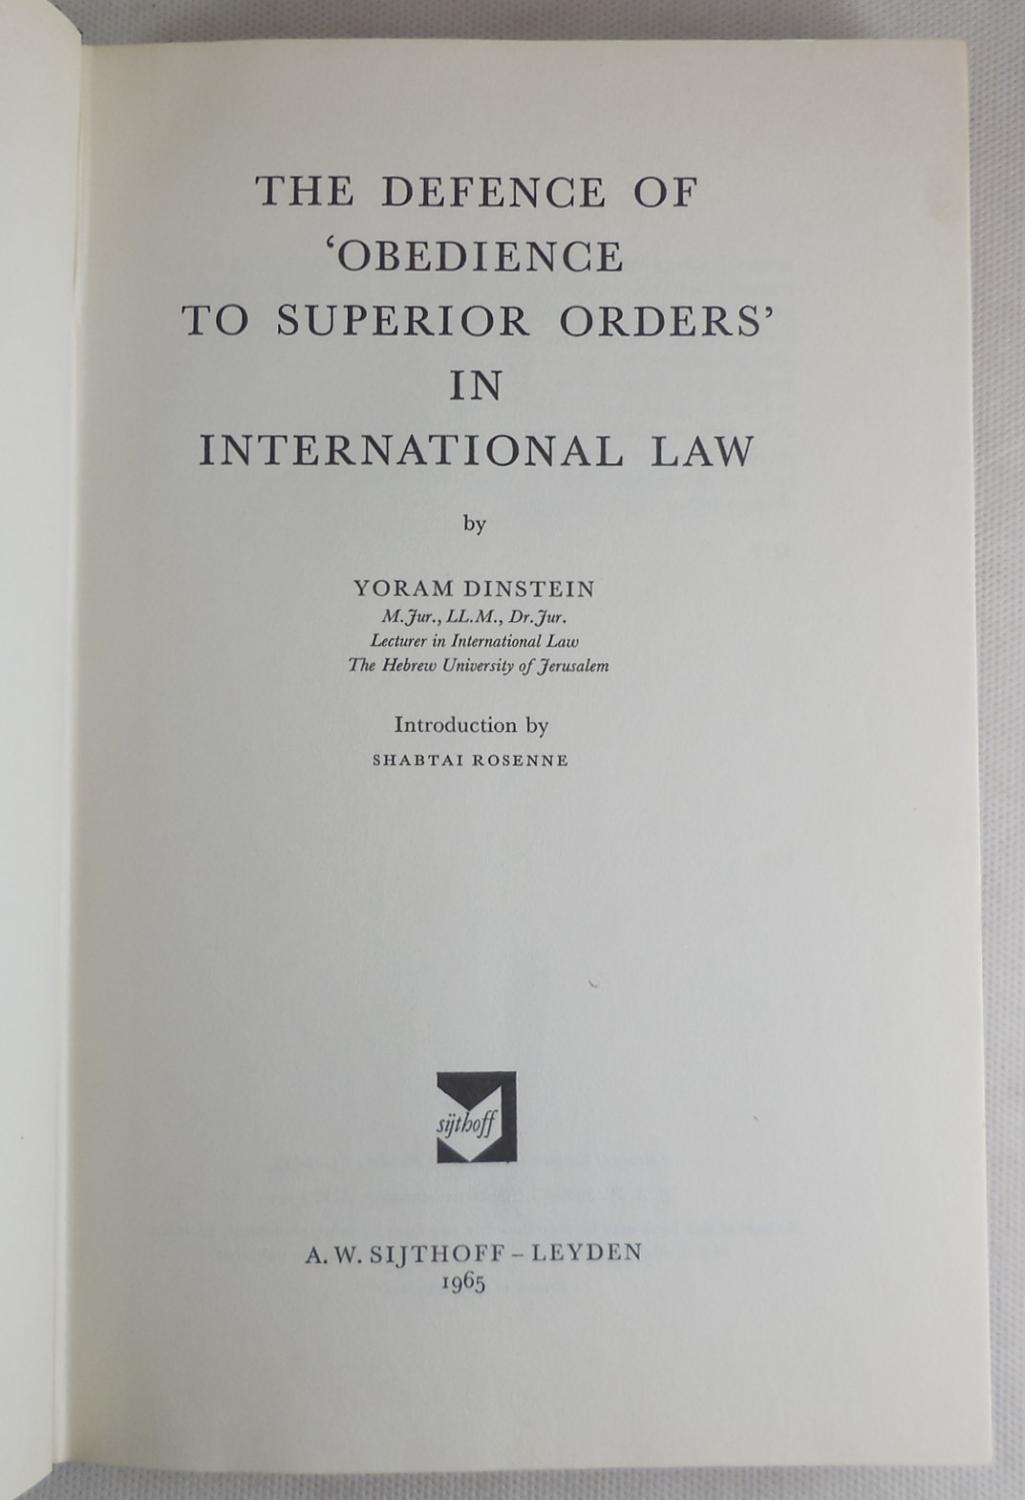 THE DEFENCE OF
‘OBEDIENCE
TO SUPERIOR ORDERS’
IN
INTERNATIONAL LAW
by
YORAM DINSTEIN
M.Jur., LL.M., Dr.Jur.
Lecturer in International Law
The Hebrew University of Jerusalem
Introduction by
SHABTAI ROSENNE
sijthoff
A. W. SIJTHOFF – LEYDEN
1965